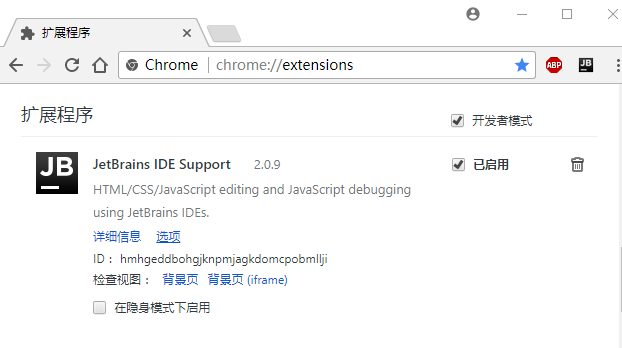 扩展程序
Chrome chrome://extensions
ABP
JB
扩展程序
开发者模式
JB
JetBrains IDE Support 2.0.9
已启用
HTML/CSS/JavaScript editing and JavaScript debugging
using JetBrains IDEs.
详细信息 选项
ID： hmhgeddbohgjknpmjagkdomcpobmllji
检查视图： 背景页 背景页 (iframe)
在隐身模式下启用